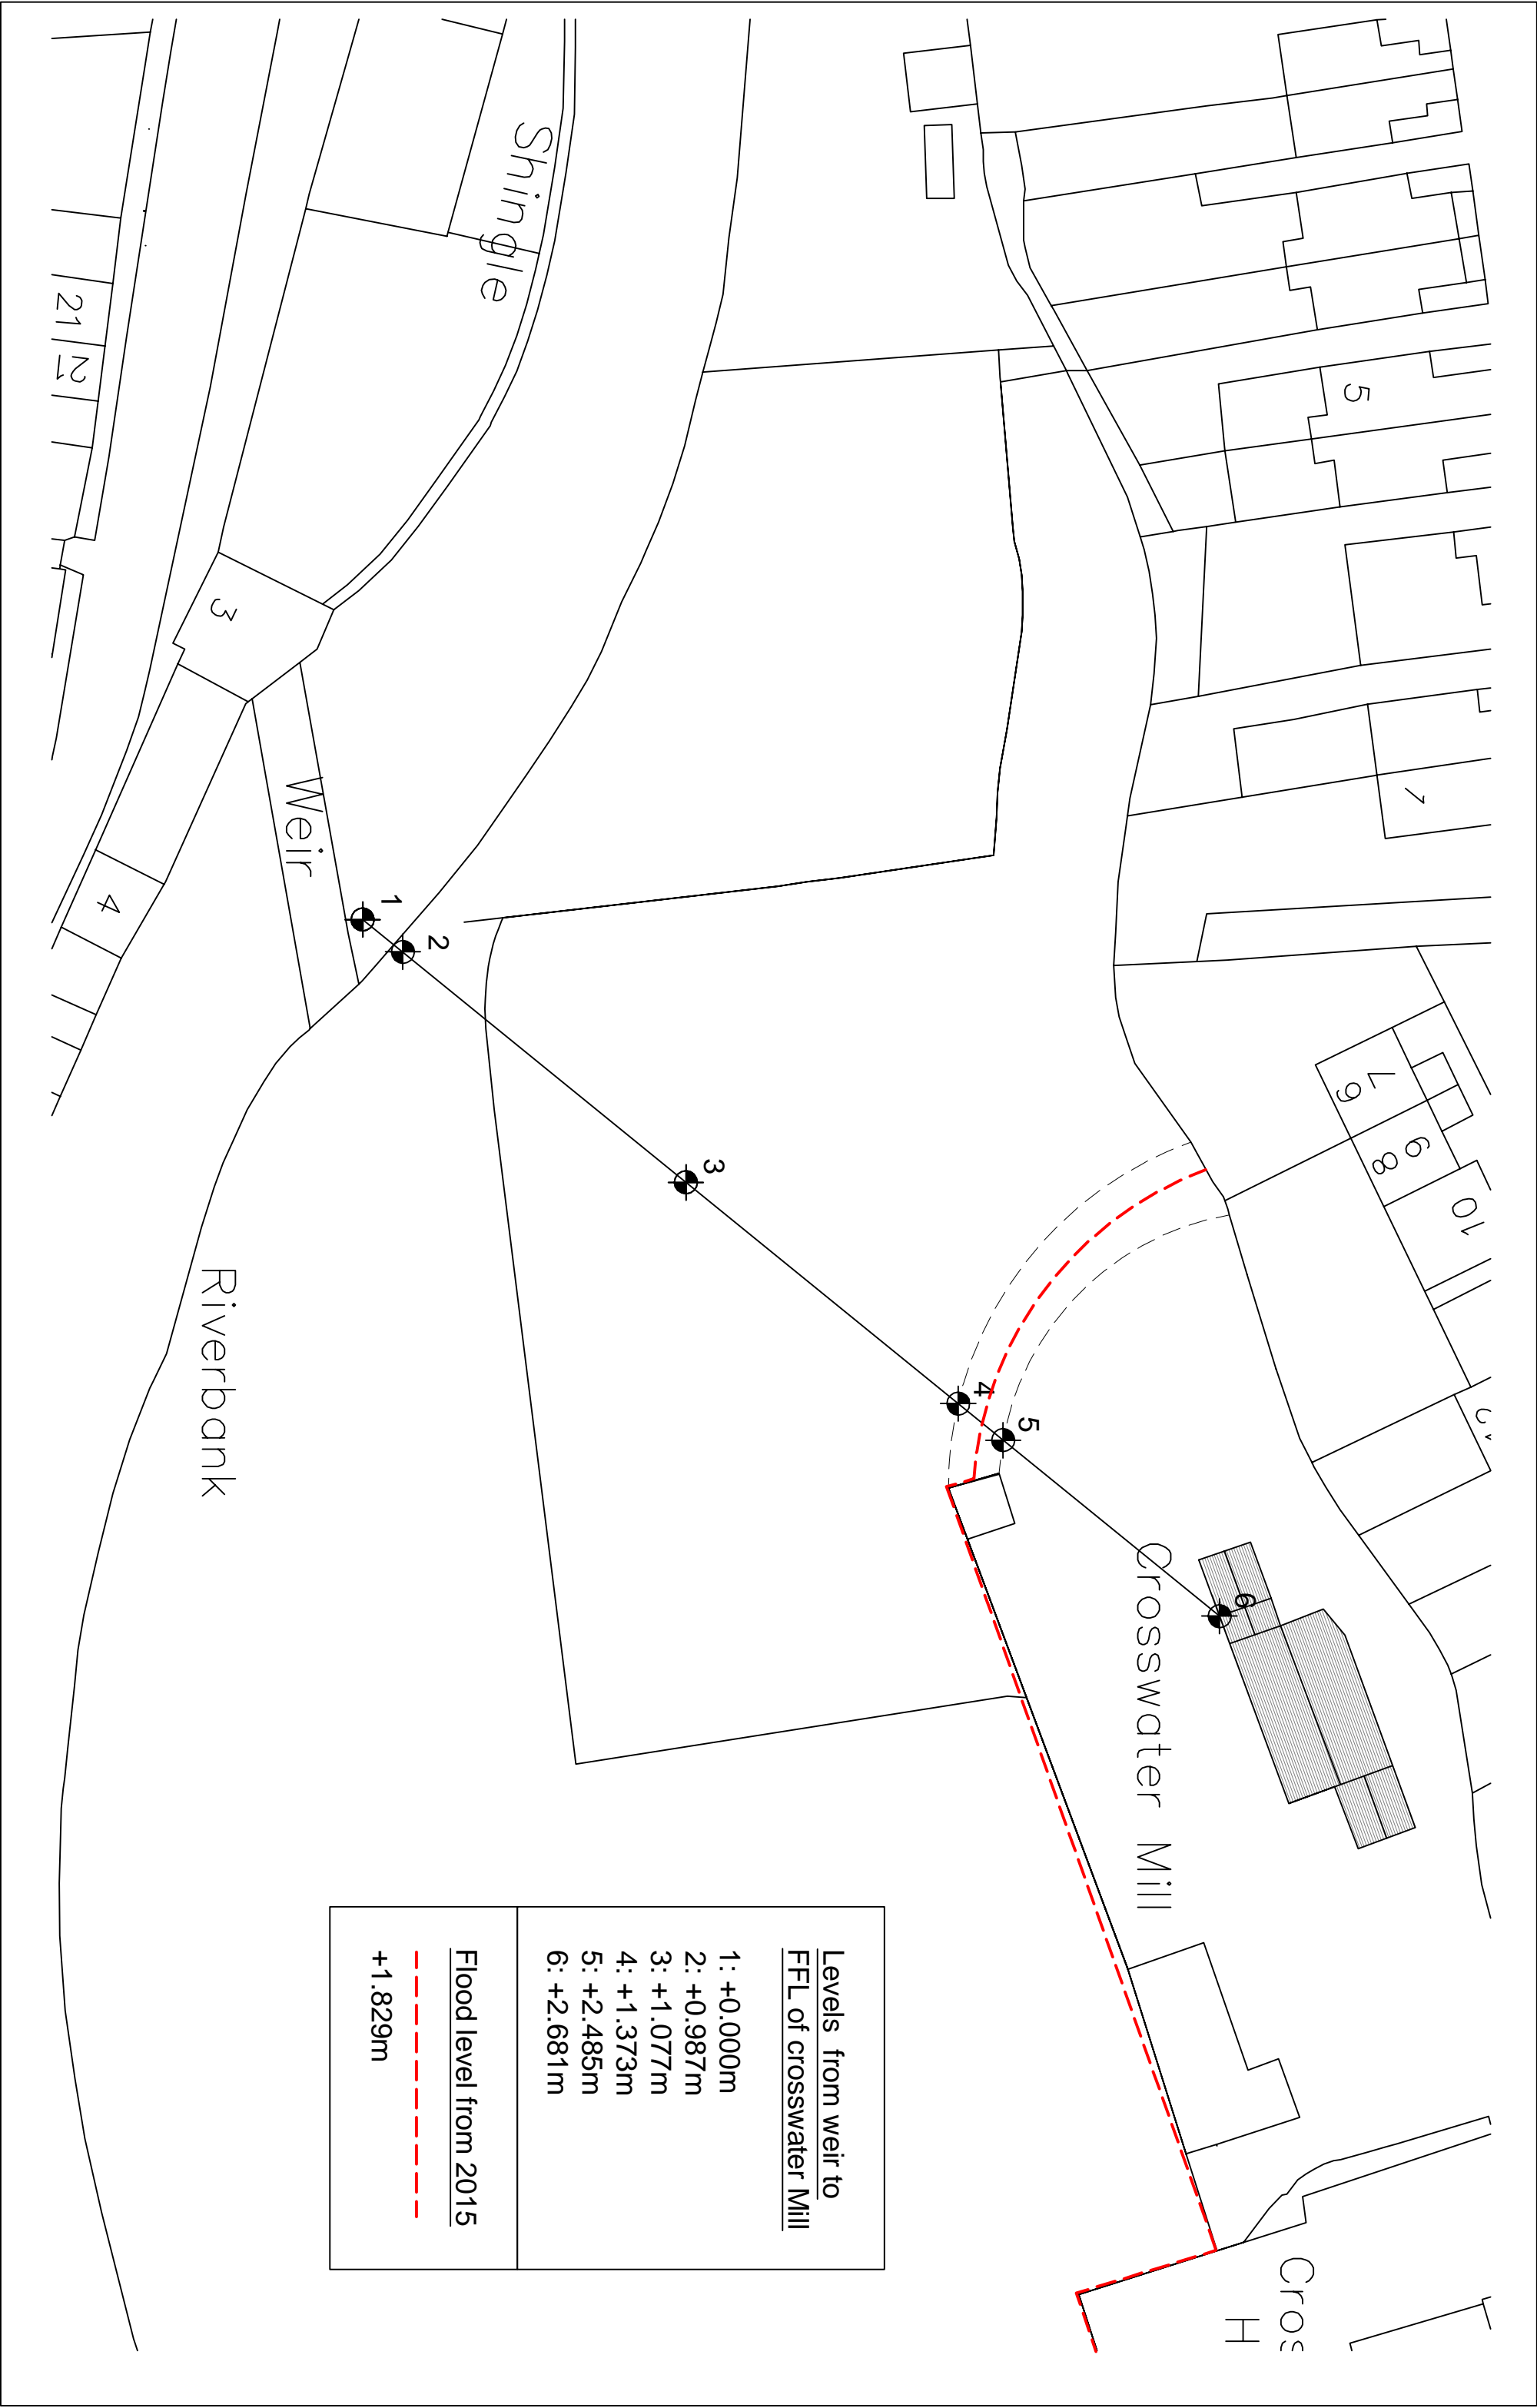 Shingle
21
21
3
Weir
4
5
1
2
3
4
5
6
7
9
6
8
10
Riverbank
Crosswater Mill
Levels from weir to
FFL of crosswater Mill
1: +0.000m
2: +0.987m
3: +1.077m
4: +1.373m
5: +2.485m
6: +2.681m
Flood level from 2015
+1.829m
Cros
H